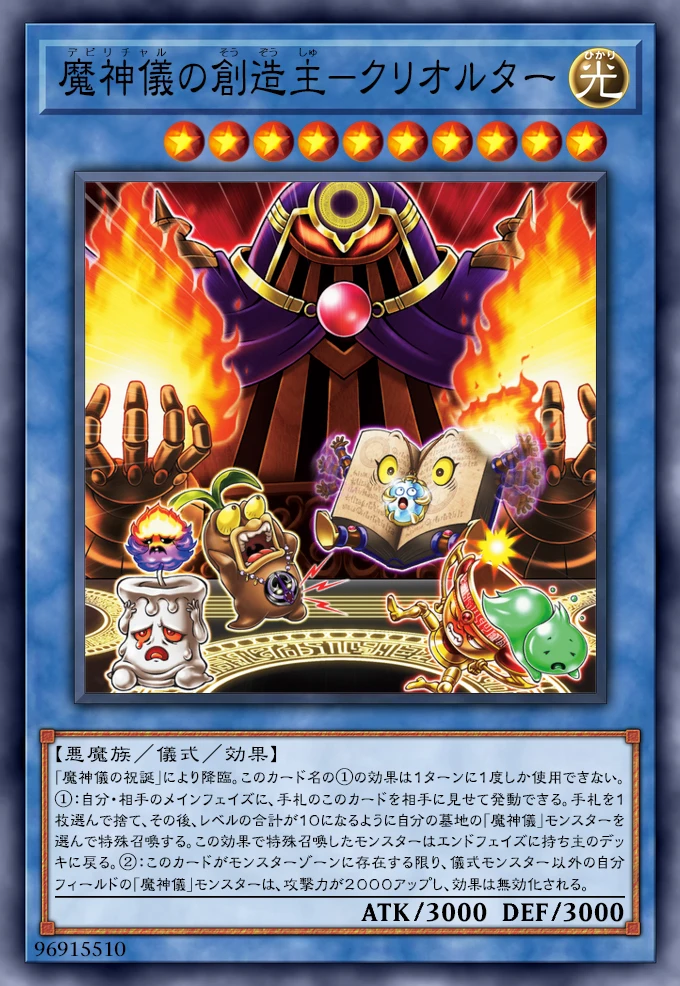 デビリチャル そう ぞう しゅ
魔神儀の創造主-クリオルター
ひかり
光
【悪魔族/儀式/効果】
「魔神儀の祝誕」により降臨。このカード名の①の効果は1ターンに1度しか使用できない。
①:自分・相手のメインフェイズに、手札のこのカードを相手に見せて発動できる。手札を1
枚選んで捨て、その後、レベルの合計が10になるように自分の墓地の「魔神儀」モンスターを
選んで特殊召喚する。この効果で特殊召喚したモンスターはエンドフェイズに持ち主のデッ
キに戻る。②:このカードがモンスターゾーンに存在する限り、儀式モンスター以外の自分
フィールドの「魔神儀」モンスターは、攻撃力が2000アップし、効果は無効化される。
ATK/3000 DEF/3000
96915510